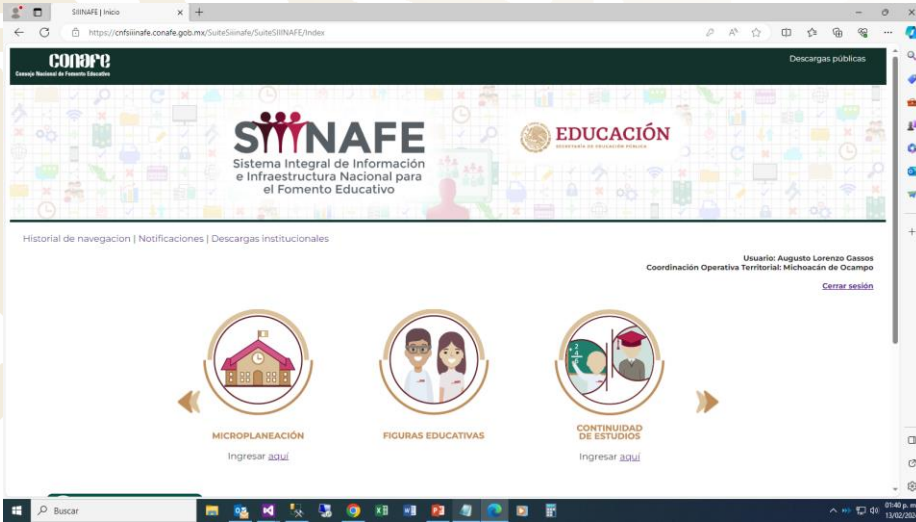 SIIINAFE | Inicio
https://cnfsiiinafe.conafe.gob.mx/SuiteSiiinafe/SuiteSIIINAFE/Index
CONAFE
Consejo Nacional de Fomento Educativo
Descargas públicas
SIIINAFE
Sistema Integral de Información
e Infraestructura Nacional para
el Fomento Educativo
EDUCACIÓN
SECRETARÍA DE EDUCACIÓN PÚBLICA
Historial de navegacion | Notificaciones | Descargas institucionales
Usuario: Augusto Lorenzo Gassos
Coordinación Operativa Territorial: Michoacán de Ocampo
Cerrar sesión
MICROPLANEACIÓN
Ingresar aquí
FIGURAS EDUCATIVAS
CONTINUIDAD
DE ESTUDIOS
Ingresar aquí
Buscar
01:40 p. m.